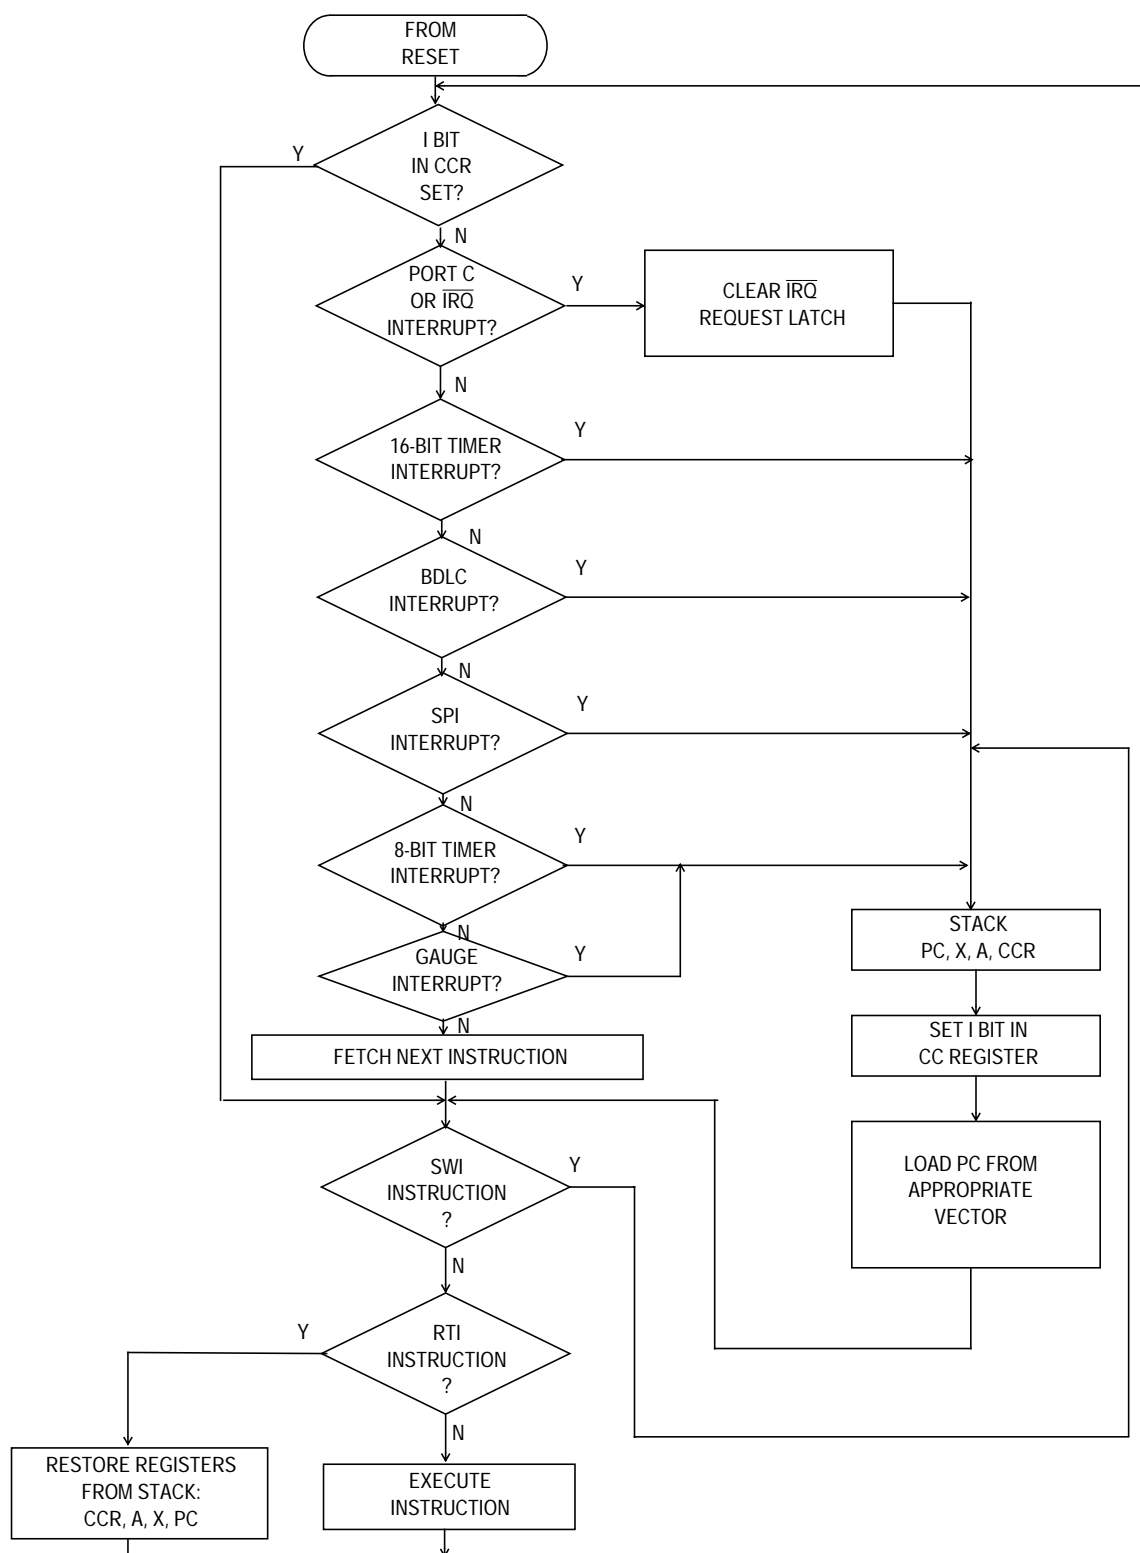 FROM
RESET
Y
I BIT
IN CCR
SET?
N
PORT C
OR IRQ
INTERRUPT?
Y
CLEAR IRQ
REQUEST LATCH
N
16-BIT TIMER
INTERRUPT?
Y
N
BDLC
INTERRUPT?
Y
N
SPI
INTERRUPT?
Y
N
8-BIT TIMER
INTERRUPT?
Y
N
GAUGE
INTERRUPT?
Y
N
STACK
PC, X, A, CCR
SET I BIT IN
CC REGISTER
FETCH NEXT INSTRUCTION
LOAD PC FROM
APPROPRIATE
VECTOR
SWI
INSTRUCTION
?
Y
N
Y
RTI
INSTRUCTION
?
N
RESTORE REGISTERS
FROM STACK:
CCR, A, X, PC
EXECUTE
INSTRUCTION